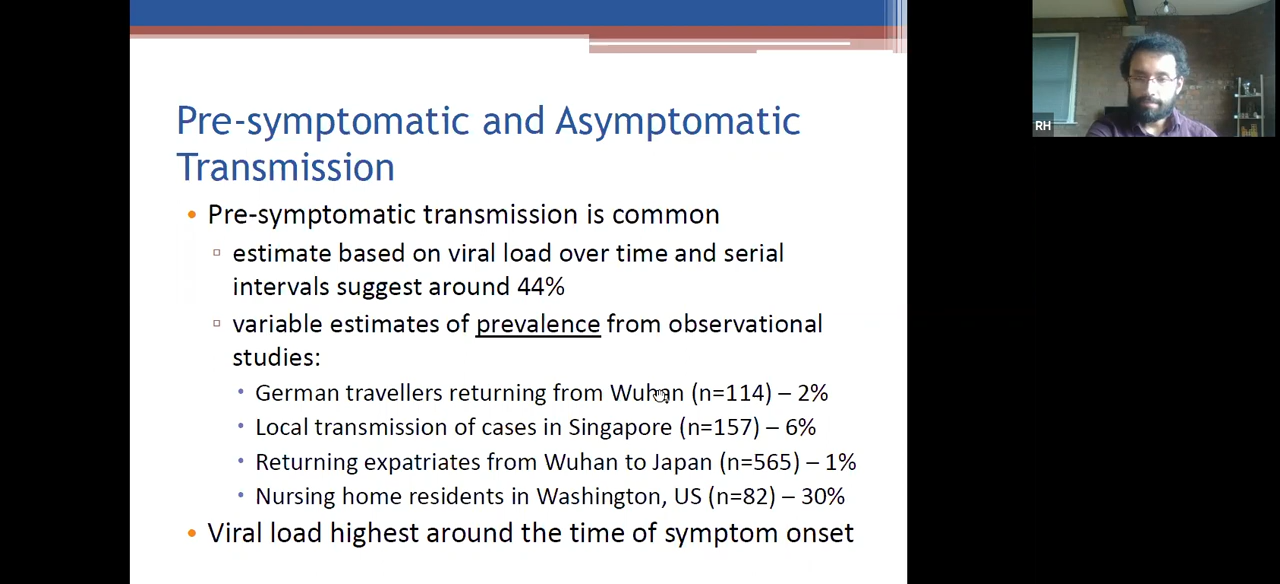 Pre-symptomatic and Asymptomatic
Transmission
• Pre-symptomatic transmission is common
▫ estimate based on viral load over time and serial
intervals suggest around 44%
▫ variable estimates of prevalence from observational
studies:
• German travellers returning from Wuhan (n=114) – 2%
• Local transmission of cases in Singapore (n=157) – 6%
• Returning expatriates from Wuhan to Japan (n=565) – 1%
• Nursing home residents in Washington, US (n=82) – 30%
• Viral load highest around the time of symptom onset
RH